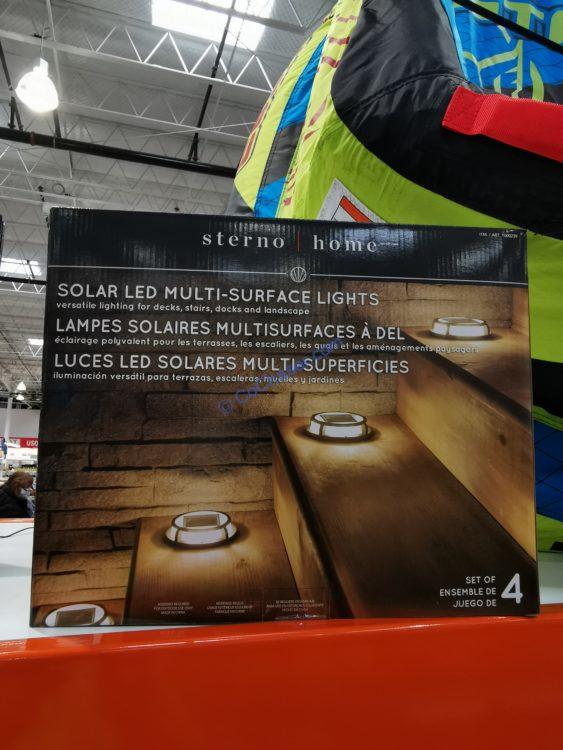 sterno | home
SOLAR LED MULTI-SURFACE LIGHTS
versatile lighting for decks, stairs, docks and landscape
LAMPES SOLAIRES MULTISURFACES À DEL
éclairage polyvalent pour les terrasses, les escaliers, les quais et les aménagements paysagers
LUCES LED SOLARES MULTI-SUPERFICIES
iluminación versátil para terrazas, escaleras, muelles y jardines
SET OF
ENSEMBLE DE
JUEGO DE
4